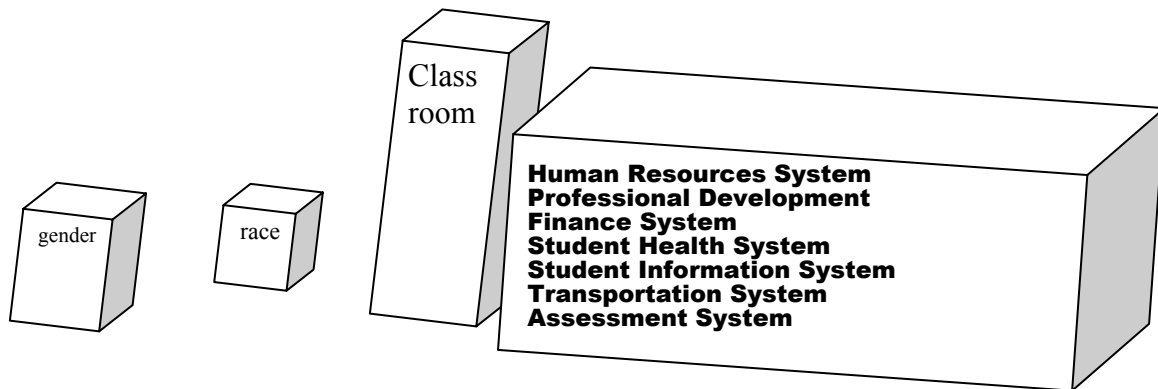 gender
race
Class
room
Human Resources System
Professional Development
Finance System
Student Health System
Student Information System
Transportation System
Assessment System